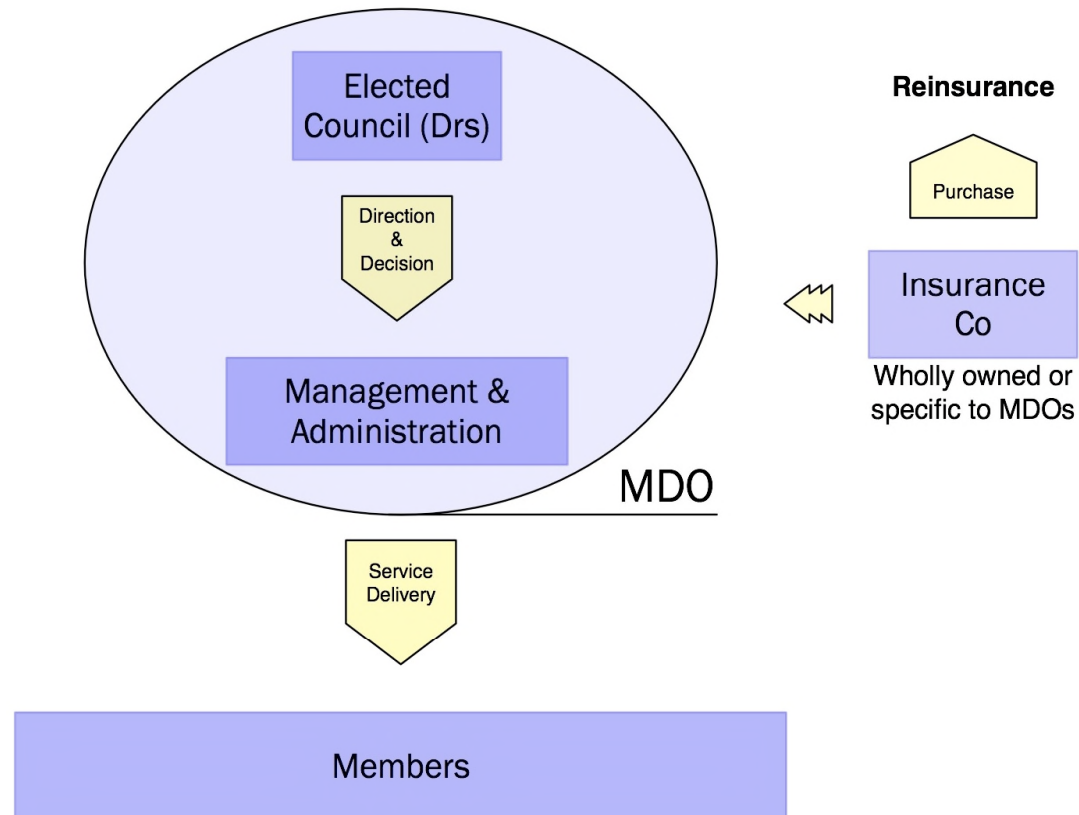 Elected
Council (Drs)
Direction
&
Decision
Management &
Administration
MDO
Service
Delivery
Members
Reinsurance
Purchase
Insurance
Co
Wholly owned or
specific to MDOs